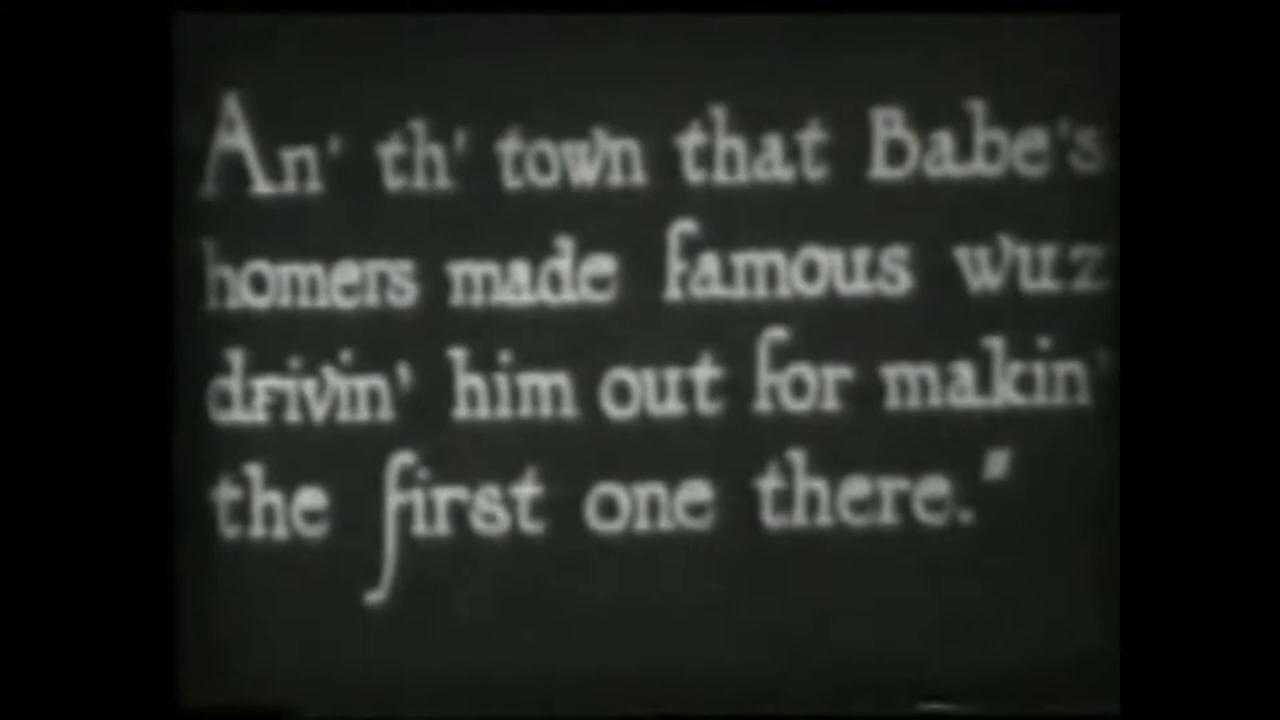 An' th' town that Babe's
homers made famous wuz
drivin' him out for makin'
the first one there."